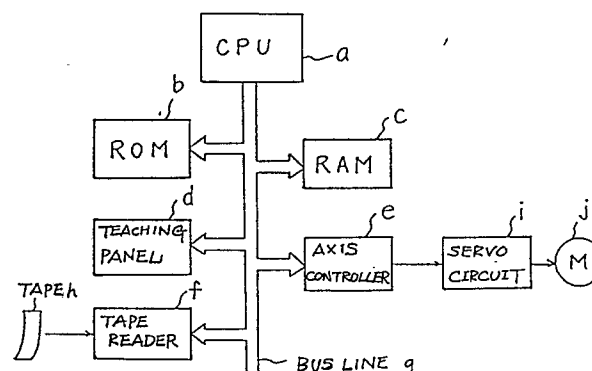 CPU
a
b
ROM
c
RAM
d
TEACHING
PANEL
e
AXIS
CONTROLLER
i
SERVO
CIRCUIT
j
M
TAPE h
f
TAPE
READER
BUS LINE g